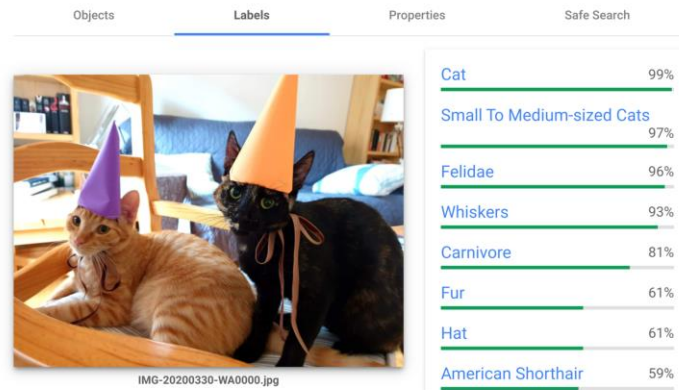 Objects Labels Properties Safe Search
Cat 99%
Small To Medium-sized Cats
97%
Felidae 96%
Whiskers 93%
Carnivore 81%
Fur 61%
Hat 61%
American Shorthair 59%
IMG-20200330-WA0000.jpg